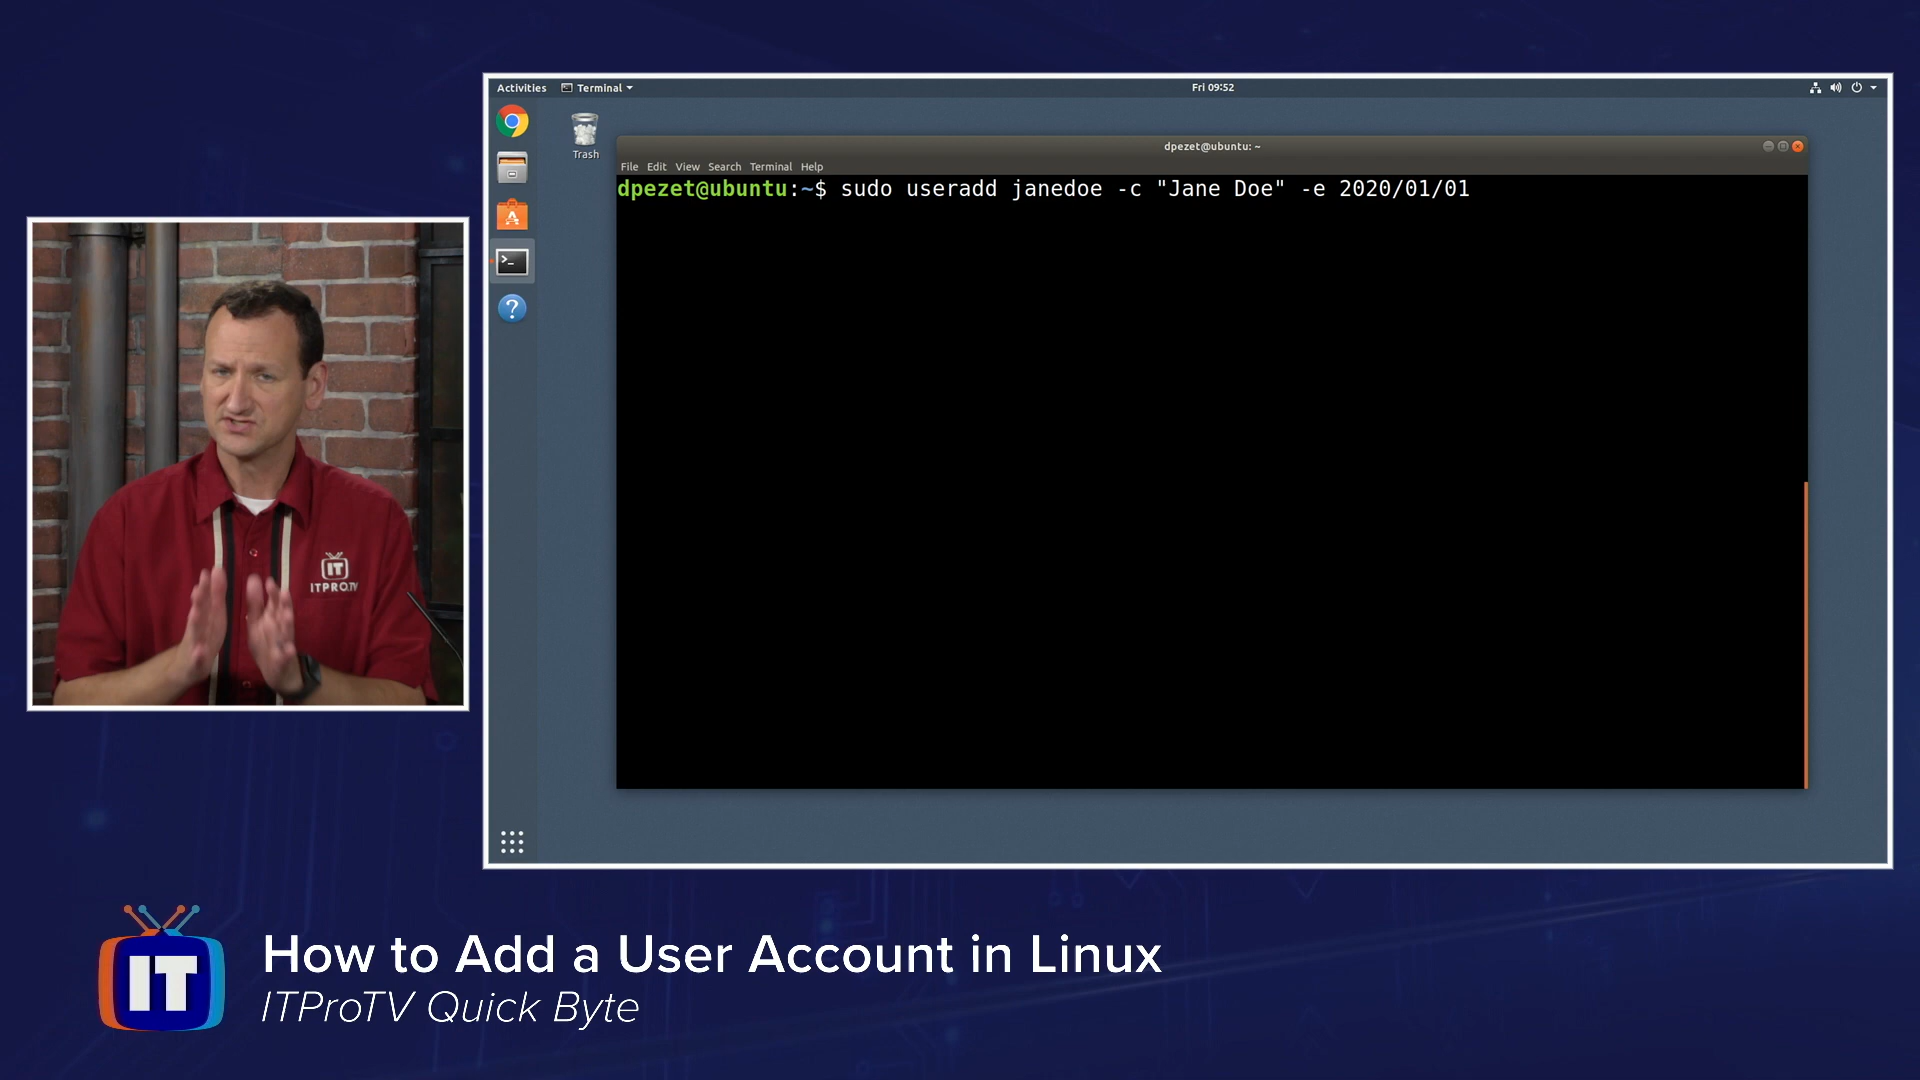 Activities Terminal Fri 09:52
Trash
dpezet@ubuntu: ~
File Edit View Search Terminal Help
dpezet@ubuntu:~$ sudo useradd janedoe -c "Jane Doe" -e 2020/01/01
>_
?
IT
ITPRO.TV
IT
How to Add a User Account in Linux
ITProTV Quick Byte